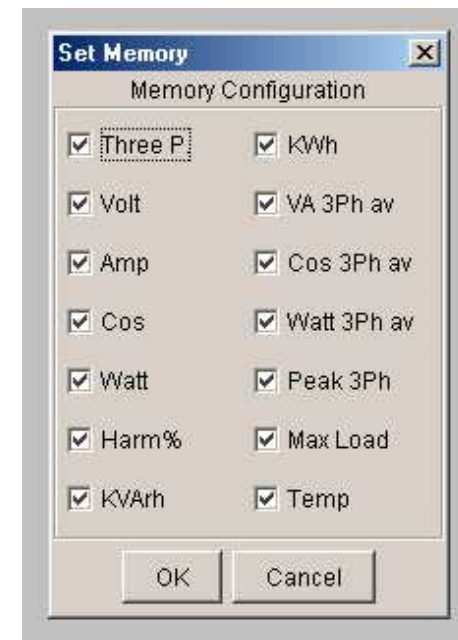 Set Memory
Memory Configuration
Three P KWh
Volt VA 3Ph av
Amp Cos 3Ph av
Cos Watt 3Ph av
Watt Peak 3Ph
Harm% Max Load
KVArh Temp
OK Cancel